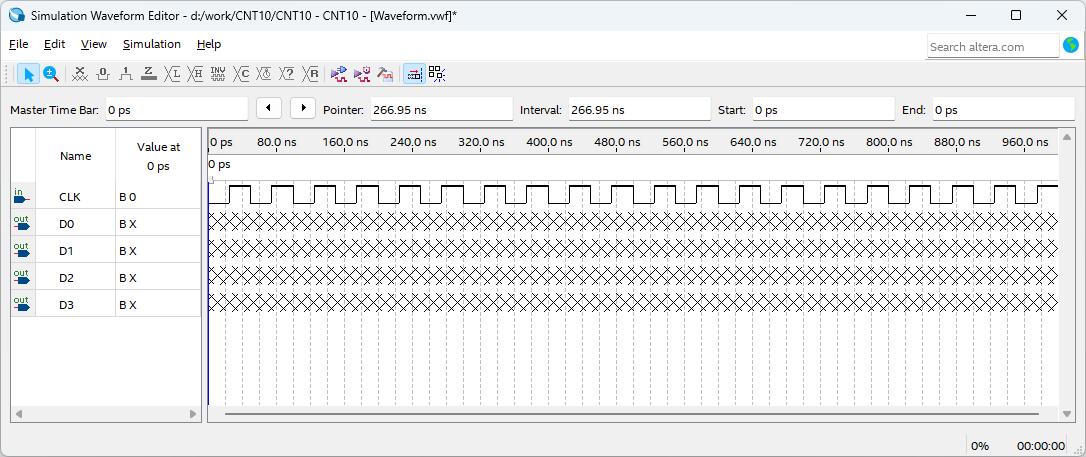 Simulation Waveform Editor - d:/work/CNT10/CNT10 - CNT10 - [Waveform.vwf]*
File Edit View Simulation Help
Search altera.com
Master Time Bar: 0 ps Pointer: 266.95 ns Interval: 266.95 ns Start: 0 ps End: 0 ps
Name
Value at
0 ps
0 ps 80.0 ns 160.0 ns 240.0 ns 320.0 ns 400.0 ns 480.0 ns 560.0 ns 640.0 ns 720.0 ns 800.0 ns 880.0 ns 960.0 ns
0 ps
in CLK B 0
out D0 B X
out D1 B X
out D2 B X
out D3 B X
0% 00:00:00